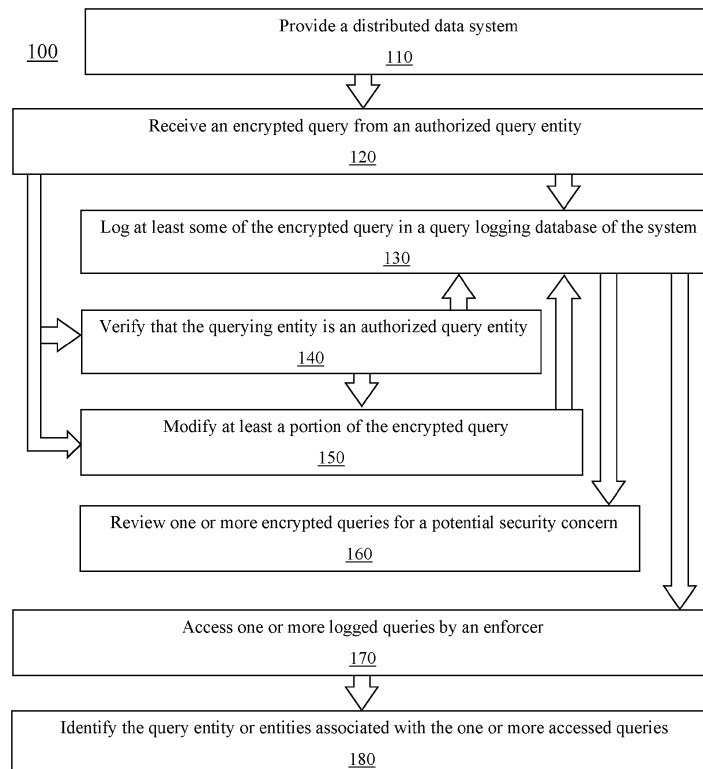 100
Provide a distributed data system
110
Receive an encrypted query from an authorized query entity
120
Log at least some of the encrypted query in a query logging database of the system
130
Verify that the querying entity is an authorized query entity
140
Modify at least a portion of the encrypted query
150
Review one or more encrypted queries for a potential security concern
160
Access one or more logged queries by an enforcer
170
Identify the query entity or entities associated with the one or more accessed queries
180